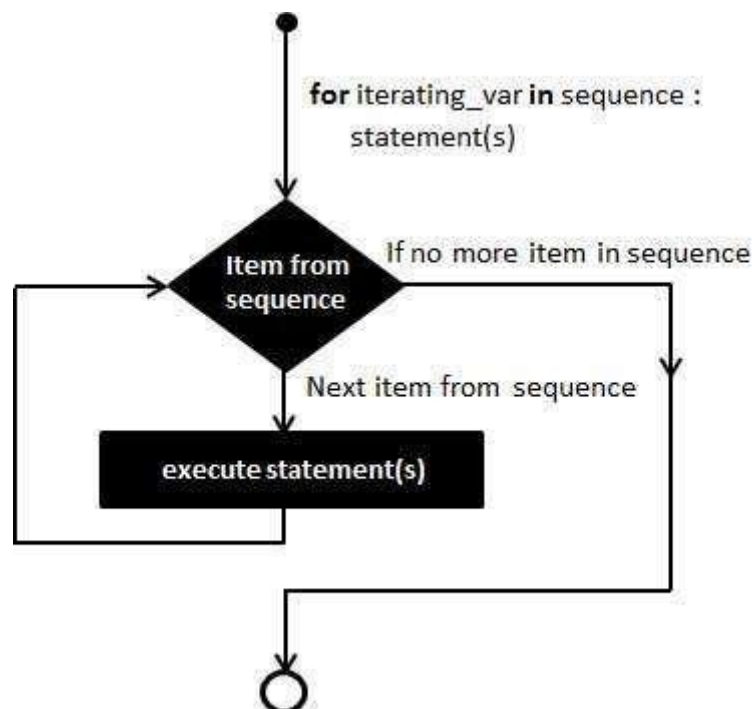 for iterating_var in sequence :
statement(s)
If no more item in sequence
Item from
sequence
Next item from sequence
execute statement(s)